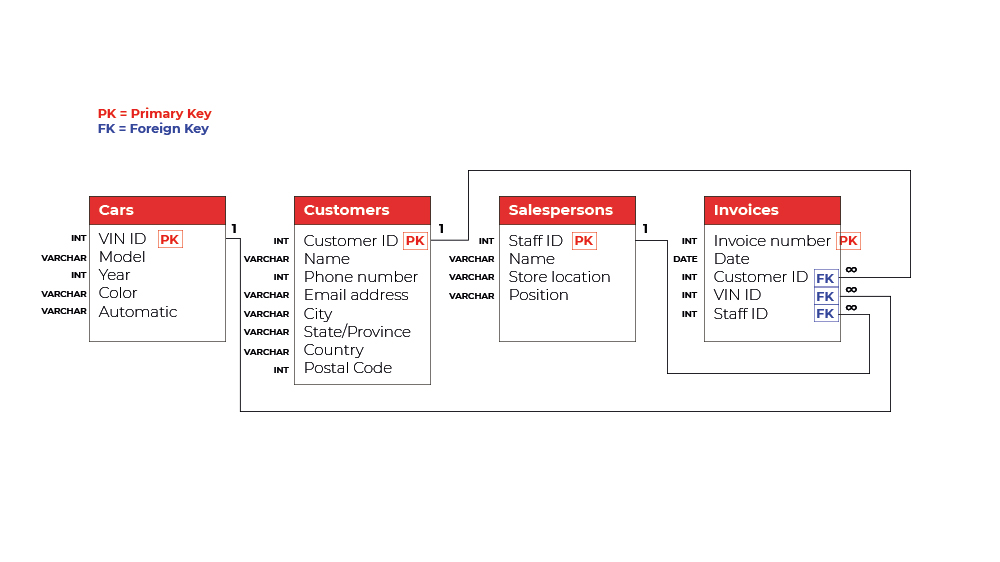 PK = Primary Key
FK = Foreign Key
Cars
1
INT VIN ID PK
VARCHAR Model
INT Year
VARCHAR Color
VARCHAR Automatic
Customers
1
INT Customer ID PK
VARCHAR Name
INT Phone number
VARCHAR Email address
VARCHAR City
VARCHAR State/Province
VARCHAR Country
INT Postal Code
Salespersons
1
INT Staff ID PK
VARCHAR Name
VARCHAR Store location
VARCHAR Position
Invoices
INT Invoice number PK
DATE Date
INT Customer ID FK ∞
INT VIN ID FK ∞
INT Staff ID FK ∞